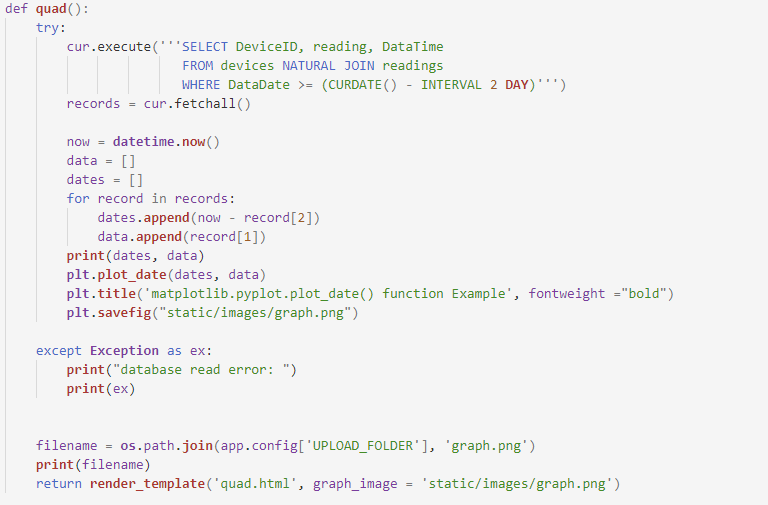 def quad():
    try:
        cur.execute('''SELECT DeviceID, reading, DataTime
                       FROM devices NATURAL JOIN readings
                       WHERE DataDate >= (CURDATE() - INTERVAL 2 DAY)''')
        records = cur.fetchall()

        now = datetime.now()
        data = []
        dates = []
        for record in records:
            dates.append(now - record[2])
            data.append(record[1])
        print(dates, data)
        plt.plot_date(dates, data)
        plt.title('matplotlib.pyplot.plot_date() function Example', fontweight ="bold")
        plt.savefig("static/images/graph.png")

    except Exception as ex:
        print("database read error: ")
        print(ex)


    filename = os.path.join(app.config['UPLOAD_FOLDER'], 'graph.png')
    print(filename)
    return render_template('quad.html', graph_image = 'static/images/graph.png')